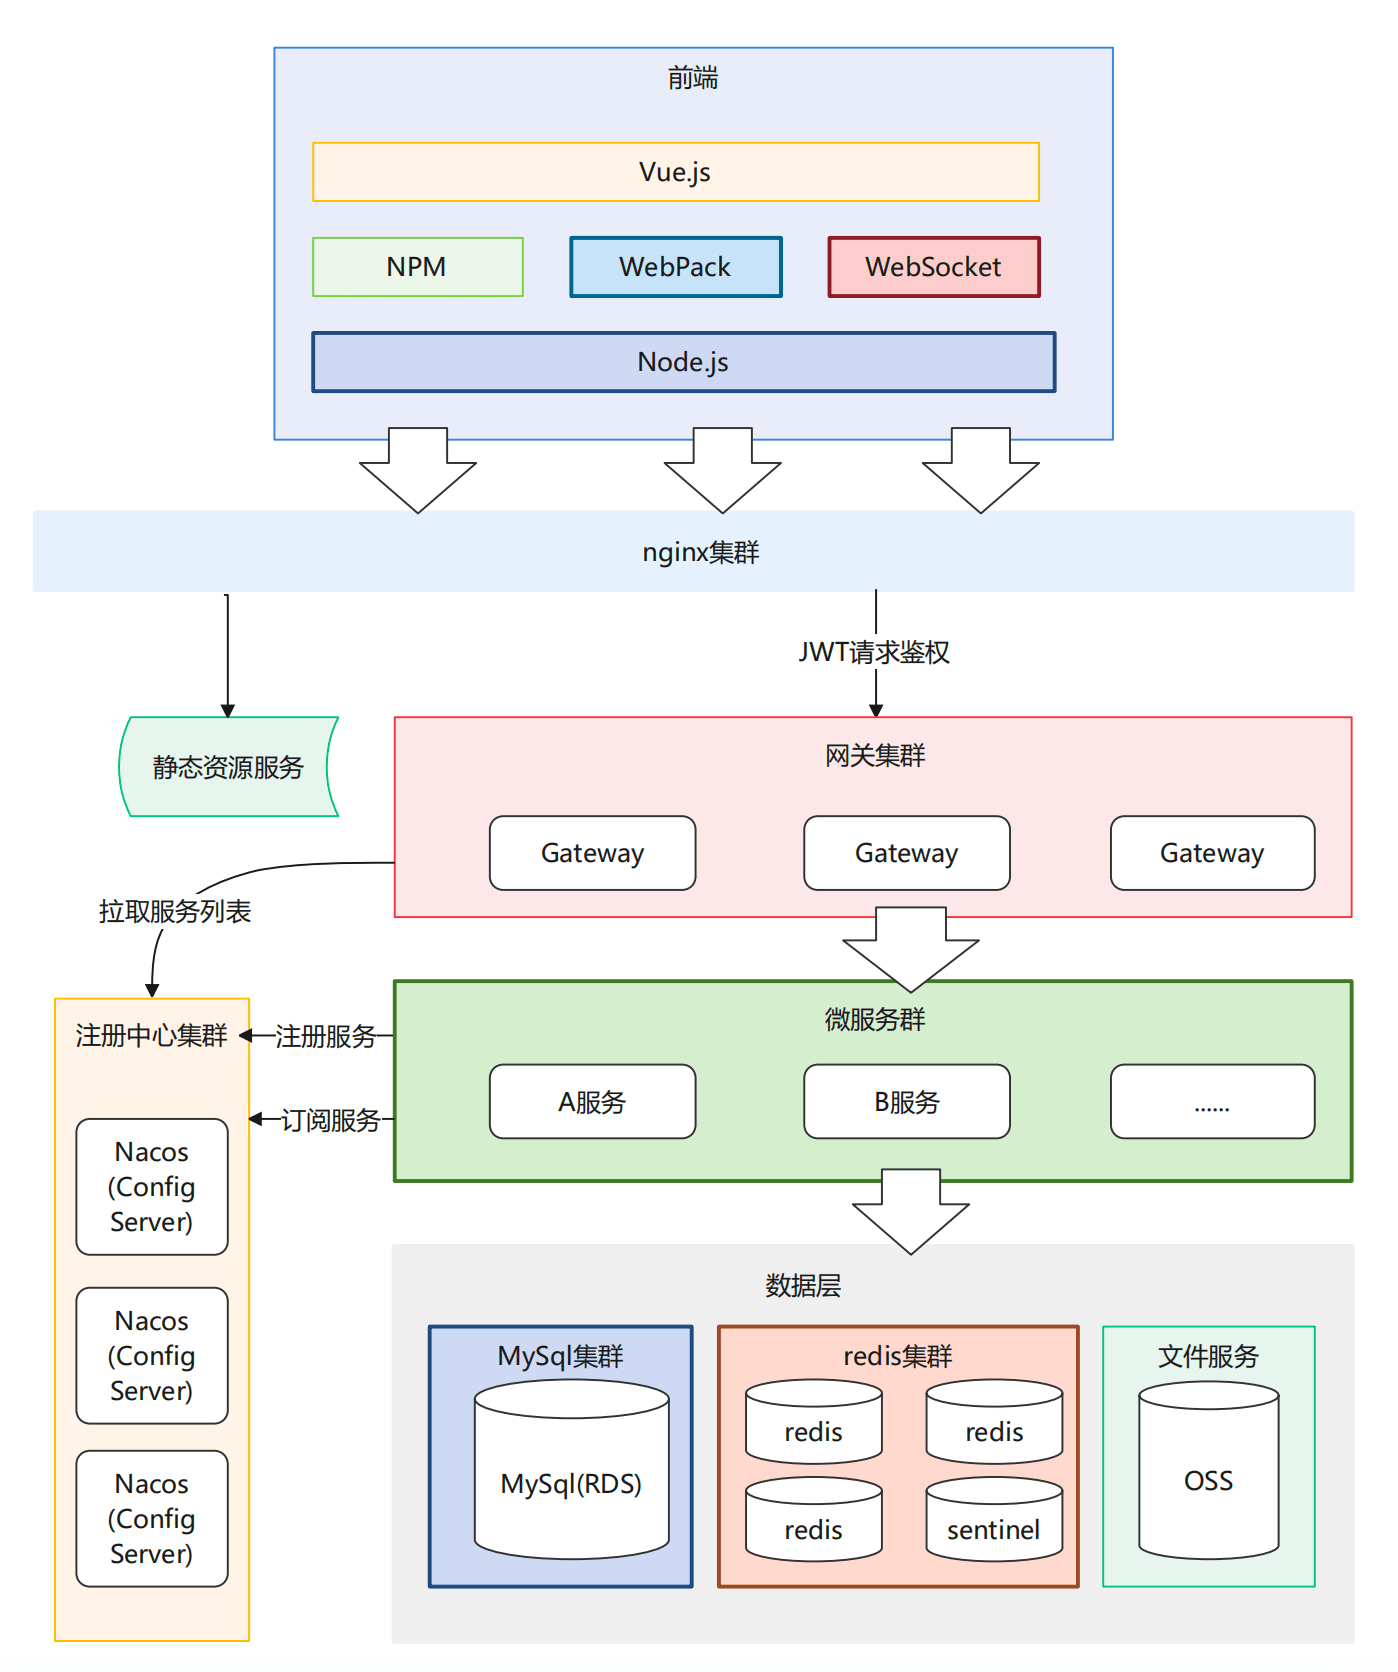 前端
Vue.js
NPM
WebPack
WebSocket
Node.js
nginx集群
JWT请求鉴权
静态资源服务
网关集群
Gateway
Gateway
Gateway
拉取服务列表
注册中心集群
注册服务
订阅服务
Nacos
(Config
Server)
Nacos
(Config
Server)
Nacos
(Config
Server)
微服务群
A服务
B服务
......
数据层
MySql集群
MySql(RDS)
redis集群
redis
redis
redis
sentinel
文件服务
OSS